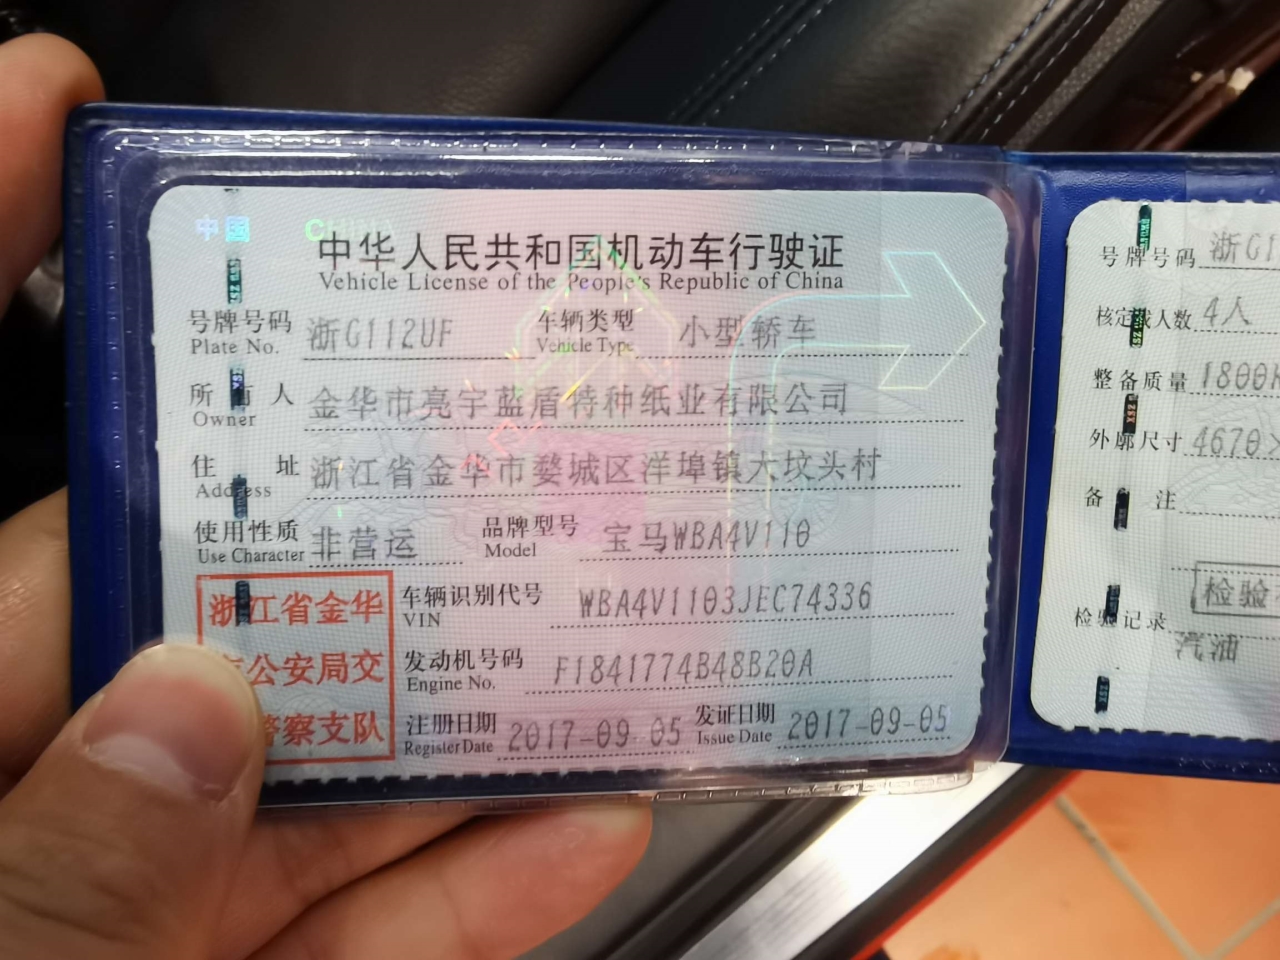 中国 CHINA
中华人民共和国机动车行驶证
Vehicle License of the People's Republic of China
号牌号码 浙G112UF 车辆类型 小型轿车
Plate No. Vehicle Type
所有人 金华市亮宇蓝盾特种纸业有限公司
Owner
住址 浙江省金华市婺城区洋埠镇大坟头村
Address
使用性质 非营运 品牌型号 宝马WBA4V110
Use Character Model
浙江省金华
公安局交
警察支队
车辆识别代号 WBA4V1103JEC74336
VIN
发动机号码 F1841774B48B20A
Engine No.
注册日期 2017-09-05 发证日期 2017-09-05
Register Date Issue Date
号牌号码 浙G1
核定载人数 4人
整备质量 1800
外廓尺寸 4670×
备注
检验
检验记录
汽油